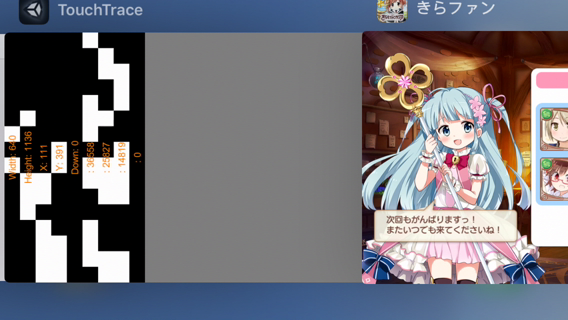 TouchTrace
きらファン
Width: 640
Height: 1136
X: 111
Y: 391
Down: 0
: 36558
: 25827
: 14819
: 0
次回もがんばりますっ！
またいつでも来てくださいね！